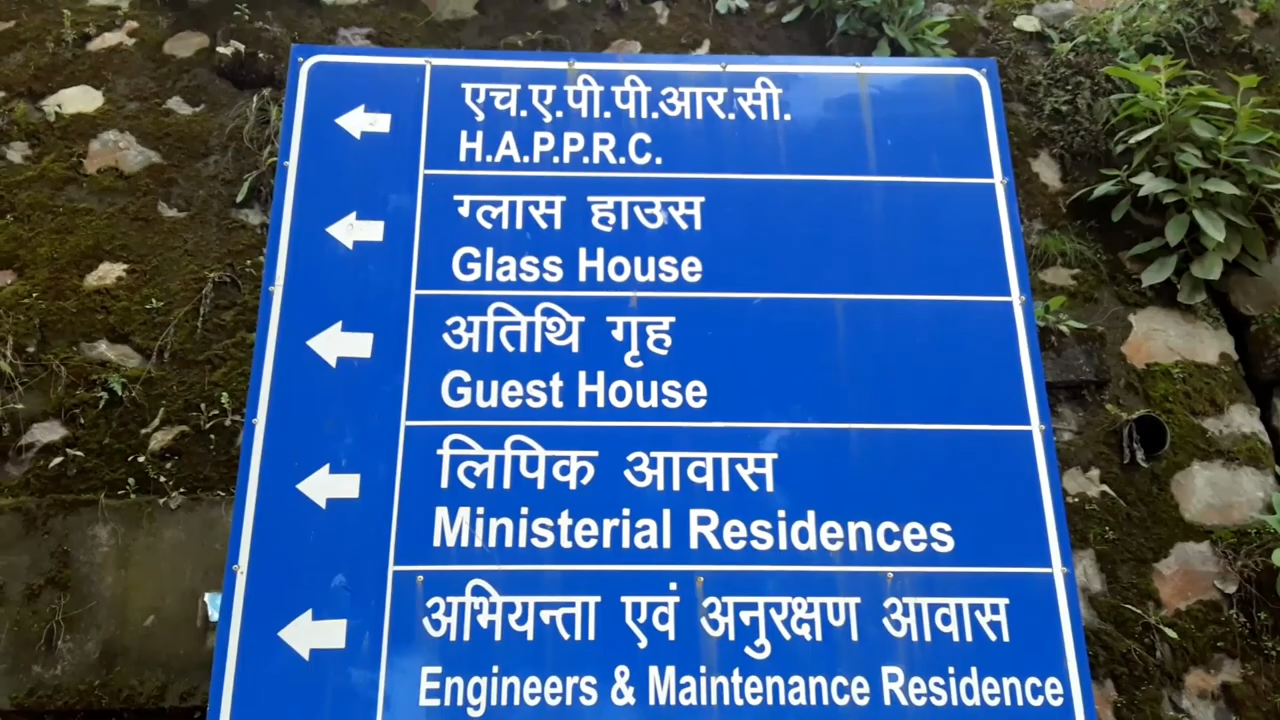 एच.ए.पी.पी.आर.सी.
H.A.P.P.R.C.
ग्लास हाउस
Glass House
अतिथि गृह
Guest House
लिपिक आवास
Ministerial Residences
अभियन्ता एवं अनुरक्षण आवास
Engineers & Maintenance Residence